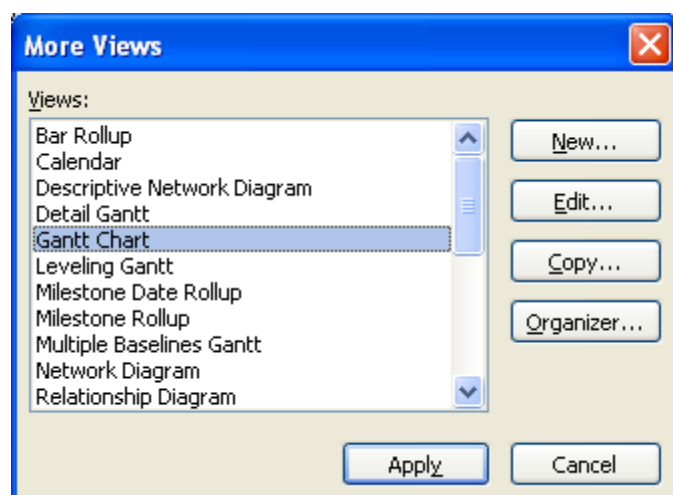 More Views
Views:
Bar Rollup
Calendar
Descriptive Network Diagram
Detail Gantt
Gantt Chart
Leveling Gantt
Milestone Date Rollup
Milestone Rollup
Multiple Baselines Gantt
Network Diagram
Relationship Diagram
New...
Edit...
Copy...
Organizer...
Apply
Cancel